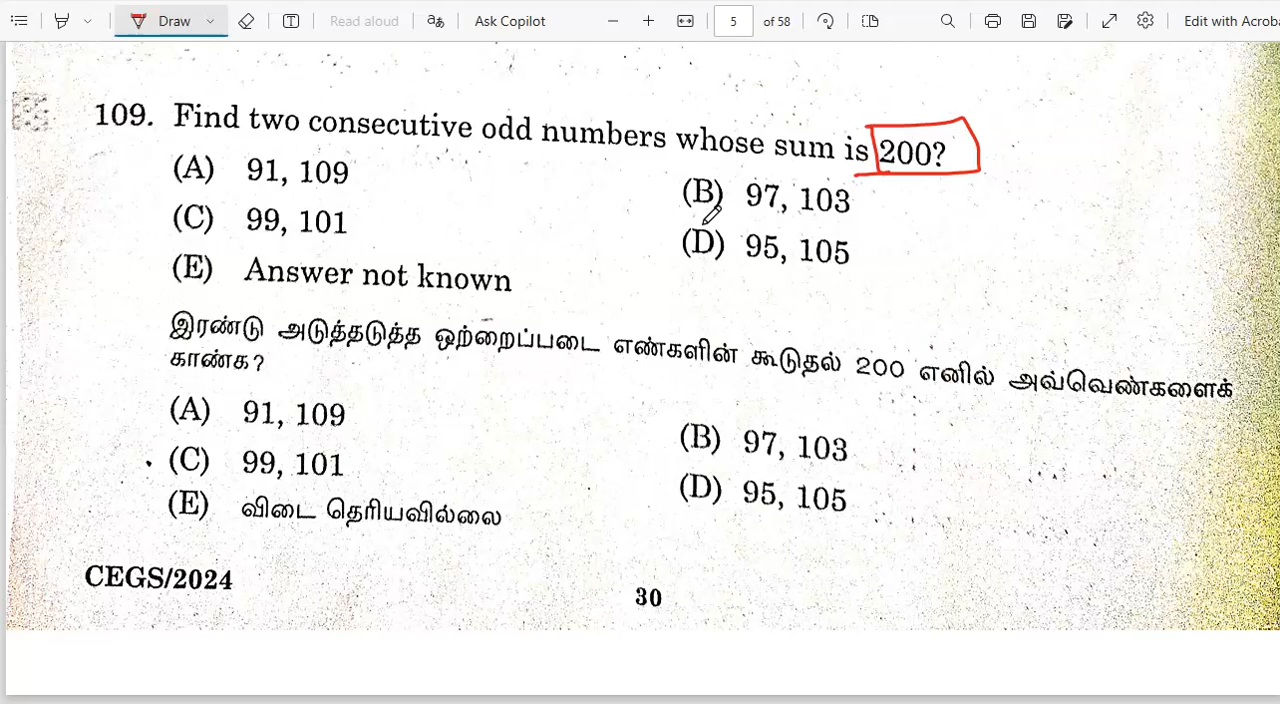 Draw
Read aloud
Ask Copilot
5
of 58
Edit with Acrob
109. Find two consecutive odd numbers whose sum is 200?
(A) 91, 109
(B) 97, 103
(C) 99, 101
(D) 95, 105
(E) Answer not known
இரண்டு அடுத்தடுத்த ஒற்றைப்படை எண்களின் கூடுதல் 200 எனில் அவ்வெண்களைக்
காண்க?
(A) 91, 109
(B) 97, 103
(C) 99, 101
(D) 95, 105
(E) விடை தெரியவில்லை
CEGS/2024
30